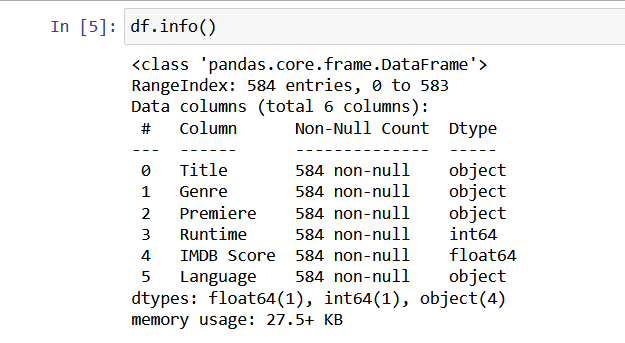 In [5]: df.info()
<class 'pandas.core.frame.DataFrame'>
RangeIndex: 584 entries, 0 to 583
Data columns (total 6 columns):
 #   Column      Non-Null Count  Dtype
---  ------      --------------  -----
 0   Title       584 non-null    object
 1   Genre       584 non-null    object
 2   Premiere    584 non-null    object
 3   Runtime     584 non-null    int64
 4   IMDB Score  584 non-null    float64
 5   Language    584 non-null    object
dtypes: float64(1), int64(1), object(4)
memory usage: 27.5+ KB